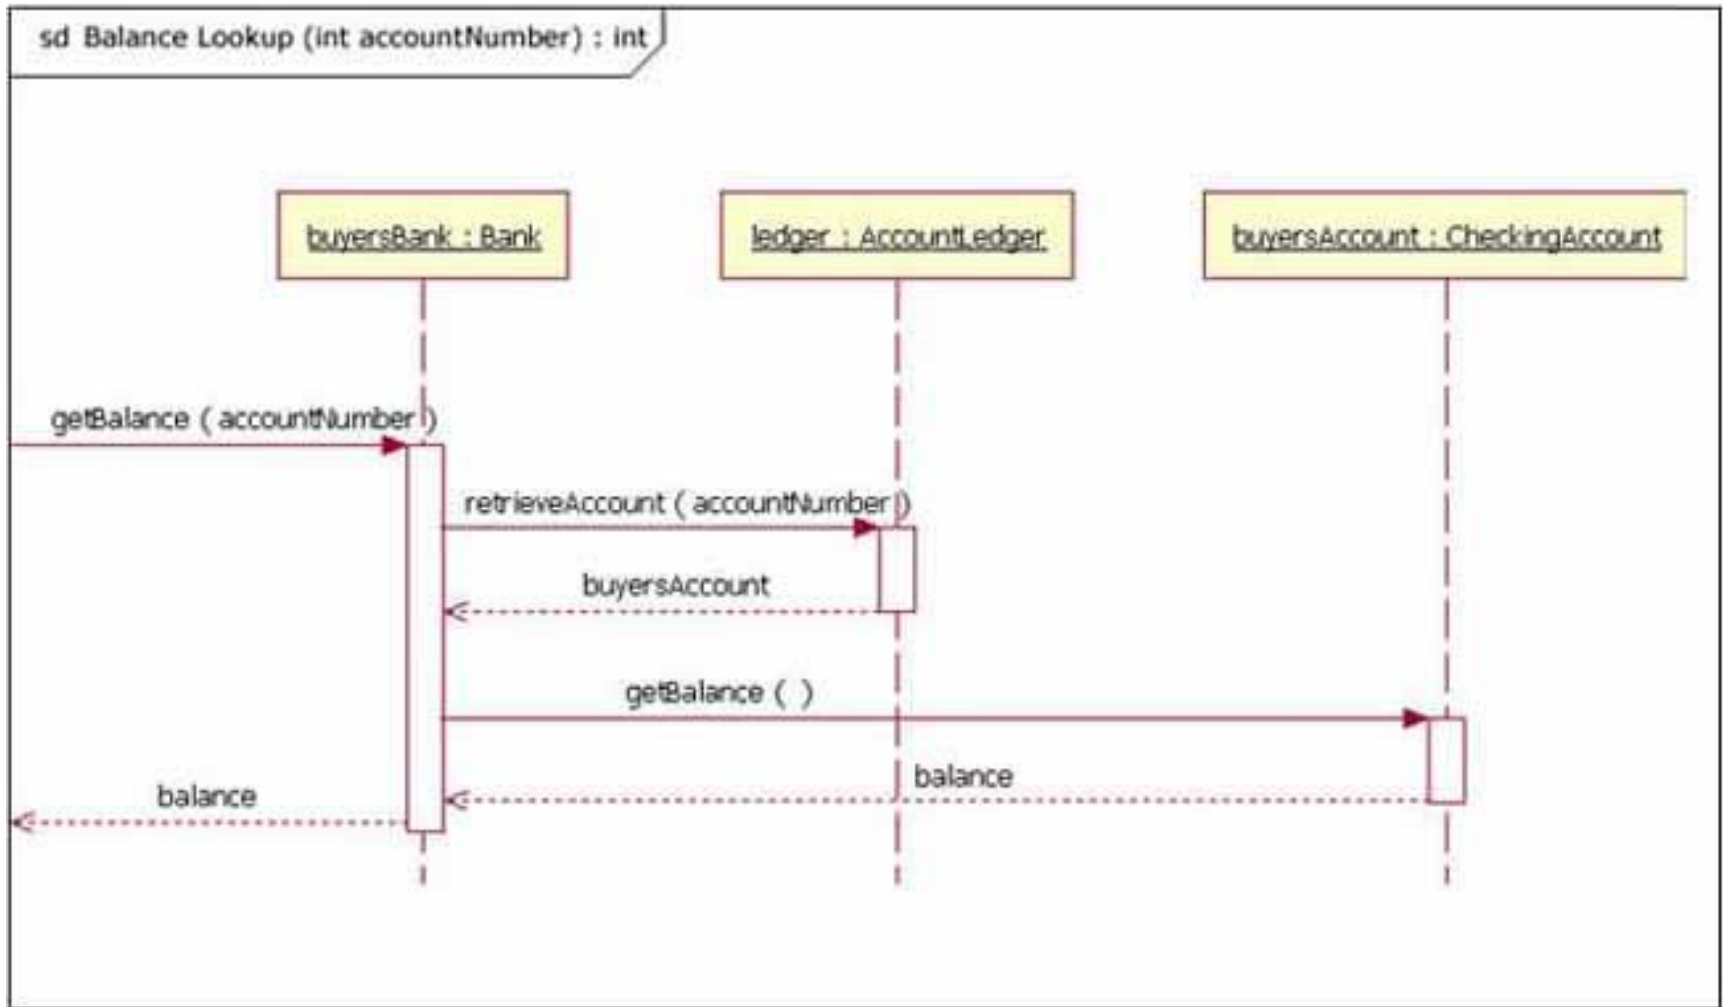 sd Balance Lookup (int accountNumber) : int
buyersBank : Bank
ledger : AccountLedger
buyersAccount : CheckingAccount
getBalance ( accountNumber )
retrieveAccount ( accountNumber )
buyersAccount
getBalance ( )
balance
balance